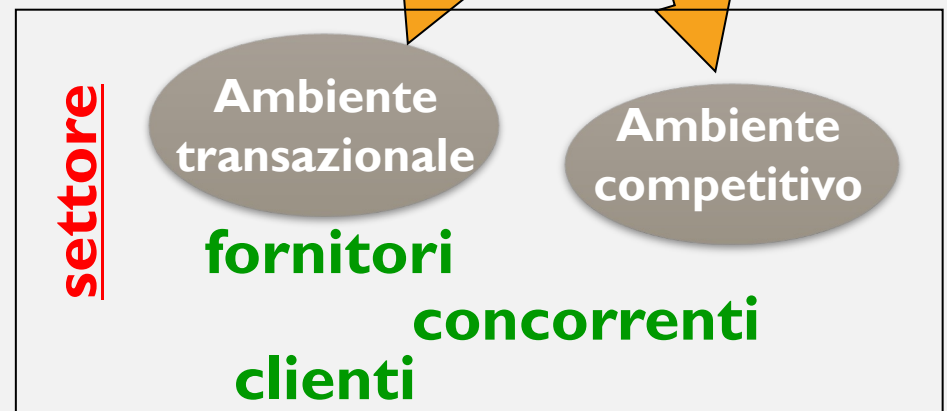 settore
Ambiente
transazionale
Ambiente
competitivo
fornitori
concorrenti
clienti